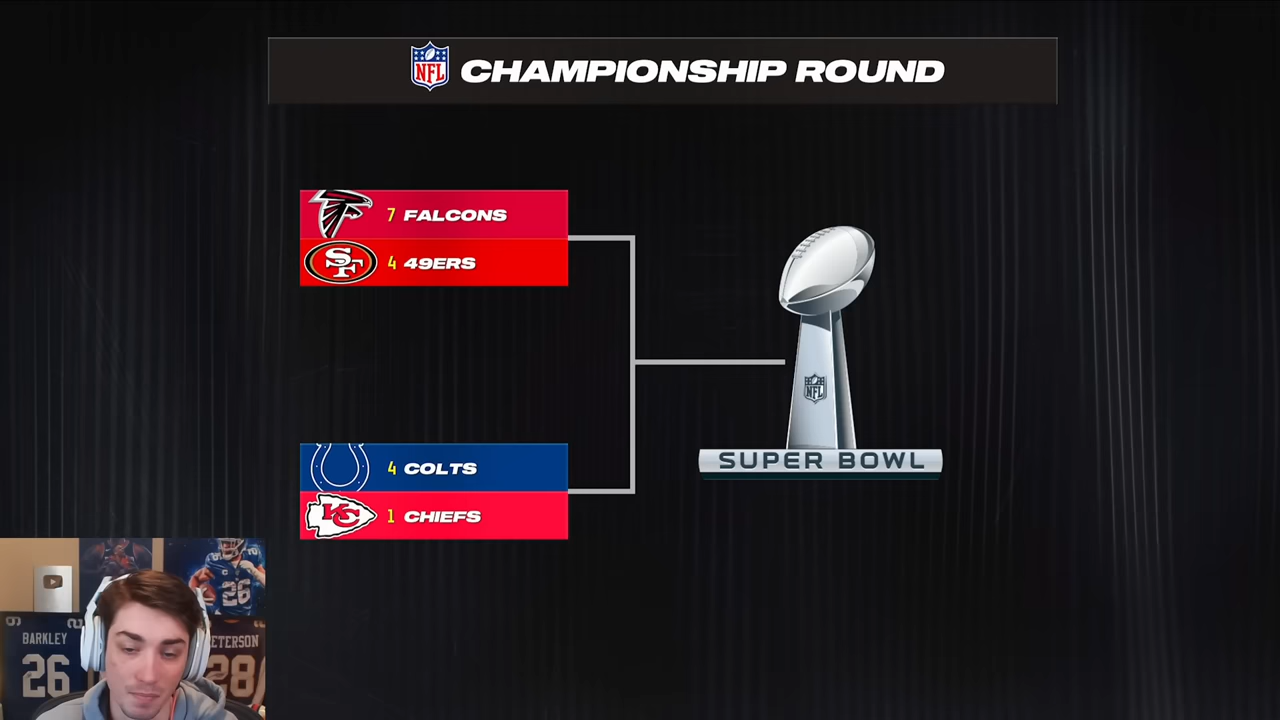 NFL CHAMPIONSHIP ROUND
7 FALCONS
SF 4 49ERS
NFL
SUPER BOWL
4 COLTS
KC 1 CHIEFS
26
BARKLEY
26
ETERSON
28